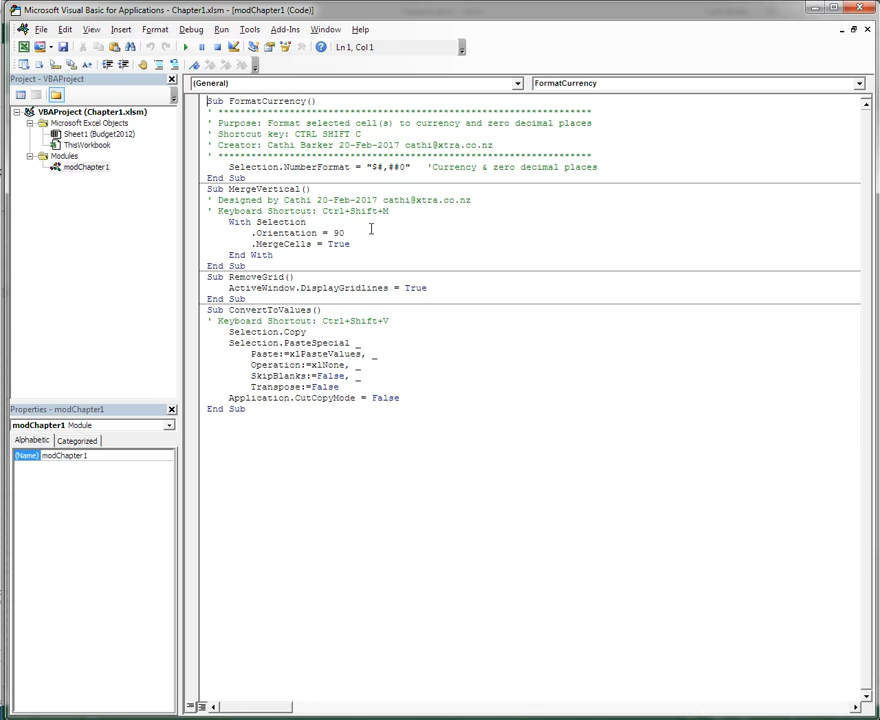 Microsoft Visual Basic for Applications - Chapter1.xlsm - [modChapter1 (Code)]
File Edit View Insert Format Debug Run Tools Add-Ins Window Help
Ln 1, Col 1
Project - VBAProject
VBAProject (Chapter1.xlsm)
Microsoft Excel Objects
Sheet1 (Budget2012)
ThisWorkbook
Modules
modChapter1
Properties - modChapter1
modChapter1 Module
Alphabetic Categorized
(Name) modChapter1
(General) FormatCurrency
Sub FormatCurrency()
' *********************************************************************
' Purpose: Format selected cell(s) to currency and zero decimal places
' Shortcut key: CTRL SHIFT C
' Creator: Cathi Barker 20-Feb-2017 cathi@xtra.co.nz
' *********************************************************************
Selection.NumberFormat = "$#,##0" 'Currency & zero decimal places
End Sub
Sub MergeVertical()
' Designed by Cathi 20-Feb-2017 cathi@xtra.co.nz
' Keyboard Shortcut: Ctrl+Shift+M
With Selection
.Orientation = 90
.MergeCells = True
End With
End Sub
Sub RemoveGrid()
ActiveWindow.DisplayGridlines = True
End Sub
Sub ConvertToValues()
' Keyboard Shortcut: Ctrl+Shift+V
Selection.Copy
Selection.PasteSpecial _
Paste:=xlPasteValues, _
Operation:=xlNone, _
SkipBlanks:=False, _
Transpose:=False
Application.CutCopyMode = False
End Sub